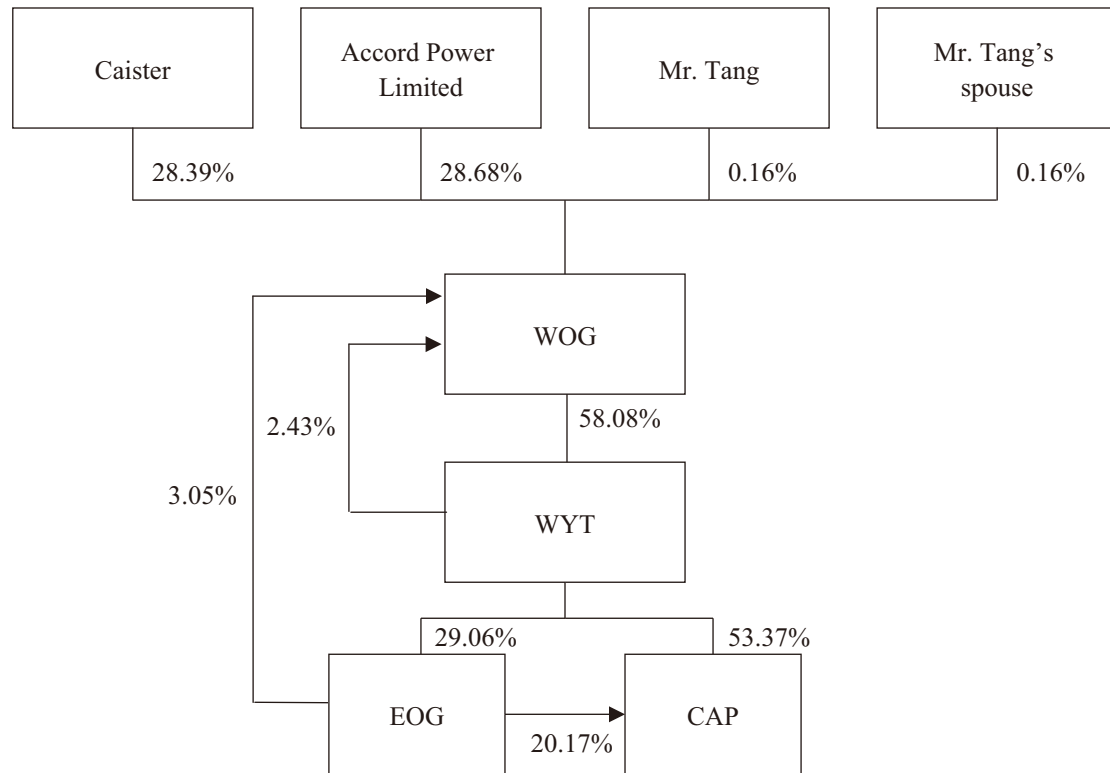 Caister
Accord Power
Limited
Mr. Tang
Mr. Tang’s
spouse
28.39%
28.68%
0.16%
0.16%
WOG
2.43%
58.08%
3.05%
WYT
29.06%
53.37%
EOG
CAP
20.17%